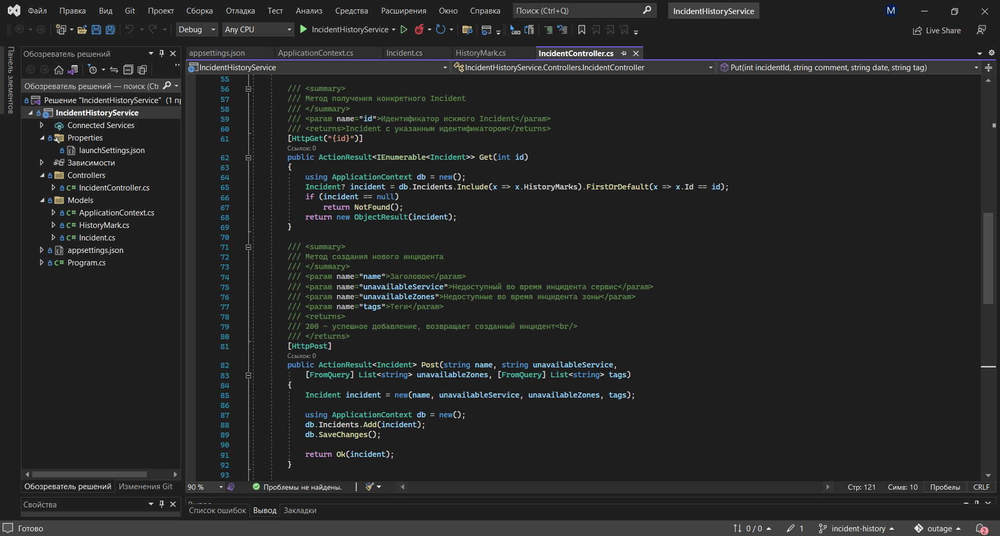 Файл Правка Вид Git Проект Сборка Отладка Тест Анализ Средства Расширения Окно Справка Поиск (Ctrl+Q) IncidentHistoryService M
Debug Any CPU IncidentHistoryService Live Share
Панель элементов
Обозреватель решений
Обозреватель решений — поиск (Ctr
Решение "IncidentHistoryService" (1 пр
IncidentHistoryService
Connected Services
Properties
launchSettings.json
Зависимости
Controllers
C# IncidentController.cs
Models
C# ApplicationContext.cs
C# HistoryMark.cs
C# Incident.cs
appsettings.json
C# Program.cs
Обозреватель решений Изменения Git
Свойства
appsettings.json ApplicationContext.cs Incident.cs HistoryMark.cs IncidentController.cs
IncidentHistoryService IncidentHistoryService.Controllers.IncidentController Put(int incidentId, string comment, string date, string tag)
55
56 /// <summary>
57 /// Метод получения конкретного Incident
58 /// </summary>
59 /// <param name="id">Идентификатор искмого Incident</param>
60 /// <returns>Incident с указанным идентификатором</returns>
61 [HttpGet("{id}")]
Ссылок: 0
62 public ActionResult<IEnumerable<Incident>> Get(int id)
63 {
64 using ApplicationContext db = new();
65 Incident? incident = db.Incidents.Include(x => x.HistoryMarks).FirstOrDefault(x => x.Id == id);
66 if (incident == null)
67 return NotFound();
68 return new ObjectResult(incident);
69 }
70
71 /// <summary>
72 /// Метод создания нового инцидента
73 /// </summary>
74 /// <param name="name">Заголовок</param>
75 /// <param name="unavailableService">Недоступный во время инцидента сервис</param>
76 /// <param name="unavailableZones">Недоступные во время инцидента зоны</param>
77 /// <param name="tags">Теги</param>
78 /// <returns>
79 /// 200 - успешное добавление, возвращает созданный инцидент<br/>
80 /// </returns>
81 [HttpPost]
Ссылок: 0
82 public ActionResult<Incident> Post(string name, string unavailableService,
83 [FromQuery] List<string> unavailableZones, [FromQuery] List<string> tags)
84 {
85 Incident incident = new(name, unavailableService, unavailableZones, tags);
86
87 using ApplicationContext db = new();
88 db.Incidents.Add(incident);
89 db.SaveChanges();
90
91 return Ok(incident);
92 }
93
90 % Проблемы не найдены. Стр: 121 Симв: 10 Пробелы CRLF
Список ошибок Вывод Закладки
Готово 0 / 0 1 incident-history outage 2